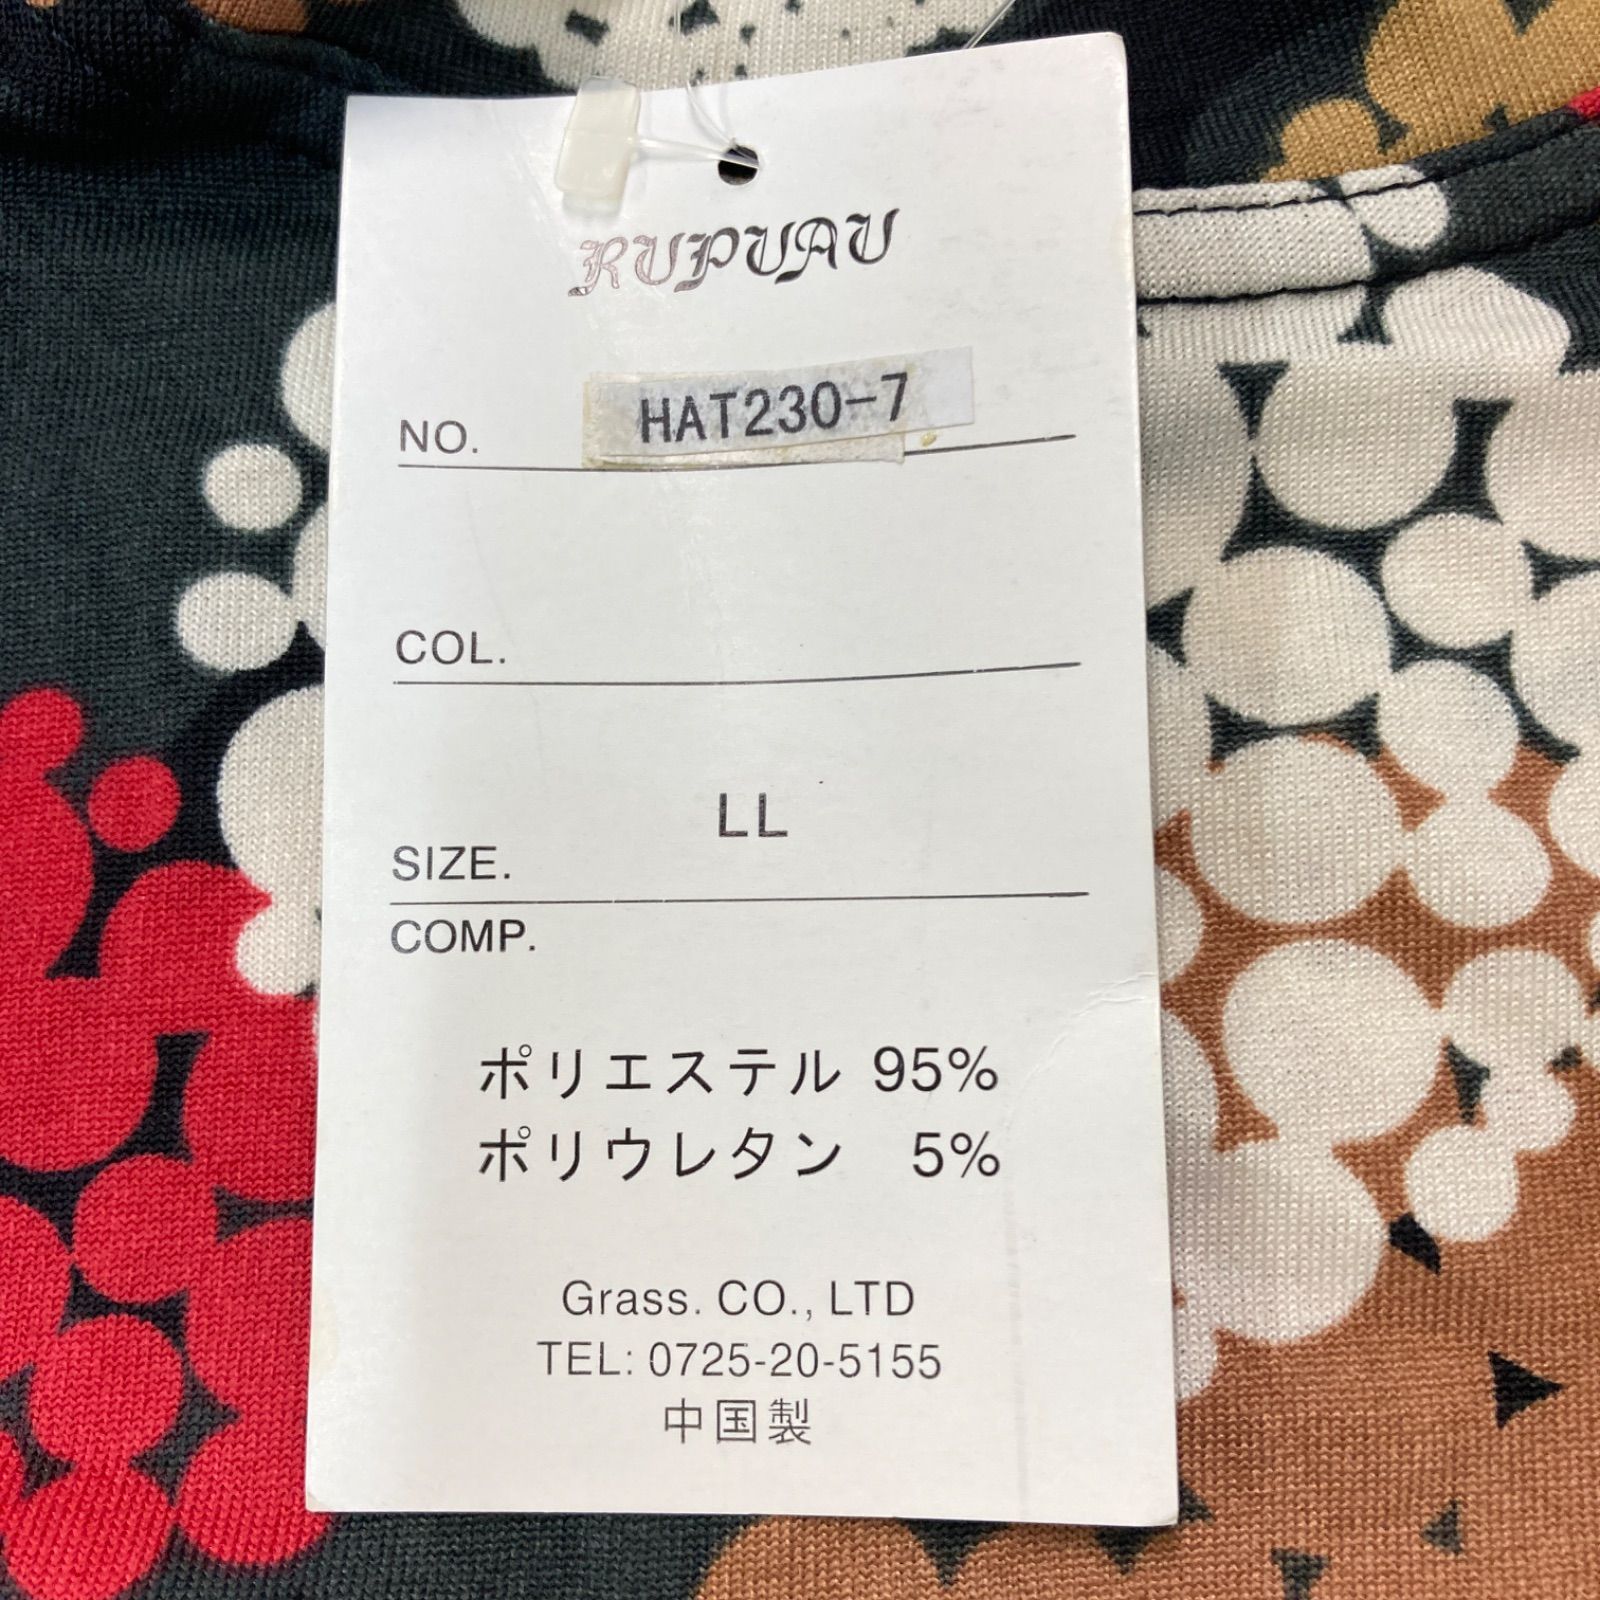 RUPUAU
NO. HAT230-7
COL.
SIZE. LL
COMP.
ポリエステル 95%
ポリウレタン 5%
Grass. CO., LTD
TEL: 0725-20-5155
中国製